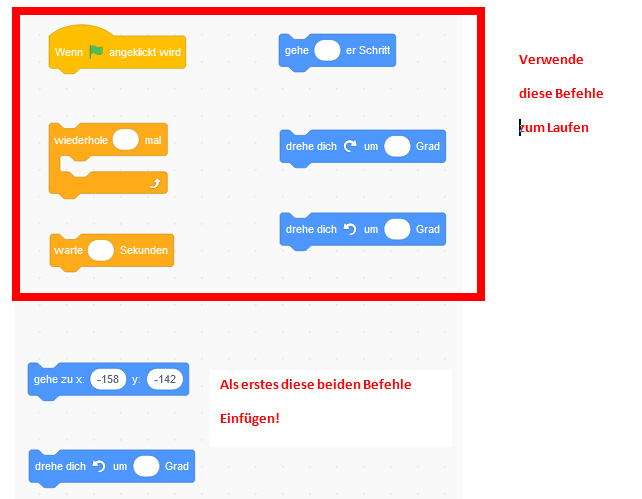 Wenn angeklickt wird
gehe er Schritt
Verwende
diese Befehle
zum Laufen
wiederhole mal
drehe dich um Grad
drehe dich um Grad
warte Sekunden
gehe zu x: -158 y: -142
Als erstes diese beiden Befehle
Einfügen!
drehe dich um Grad